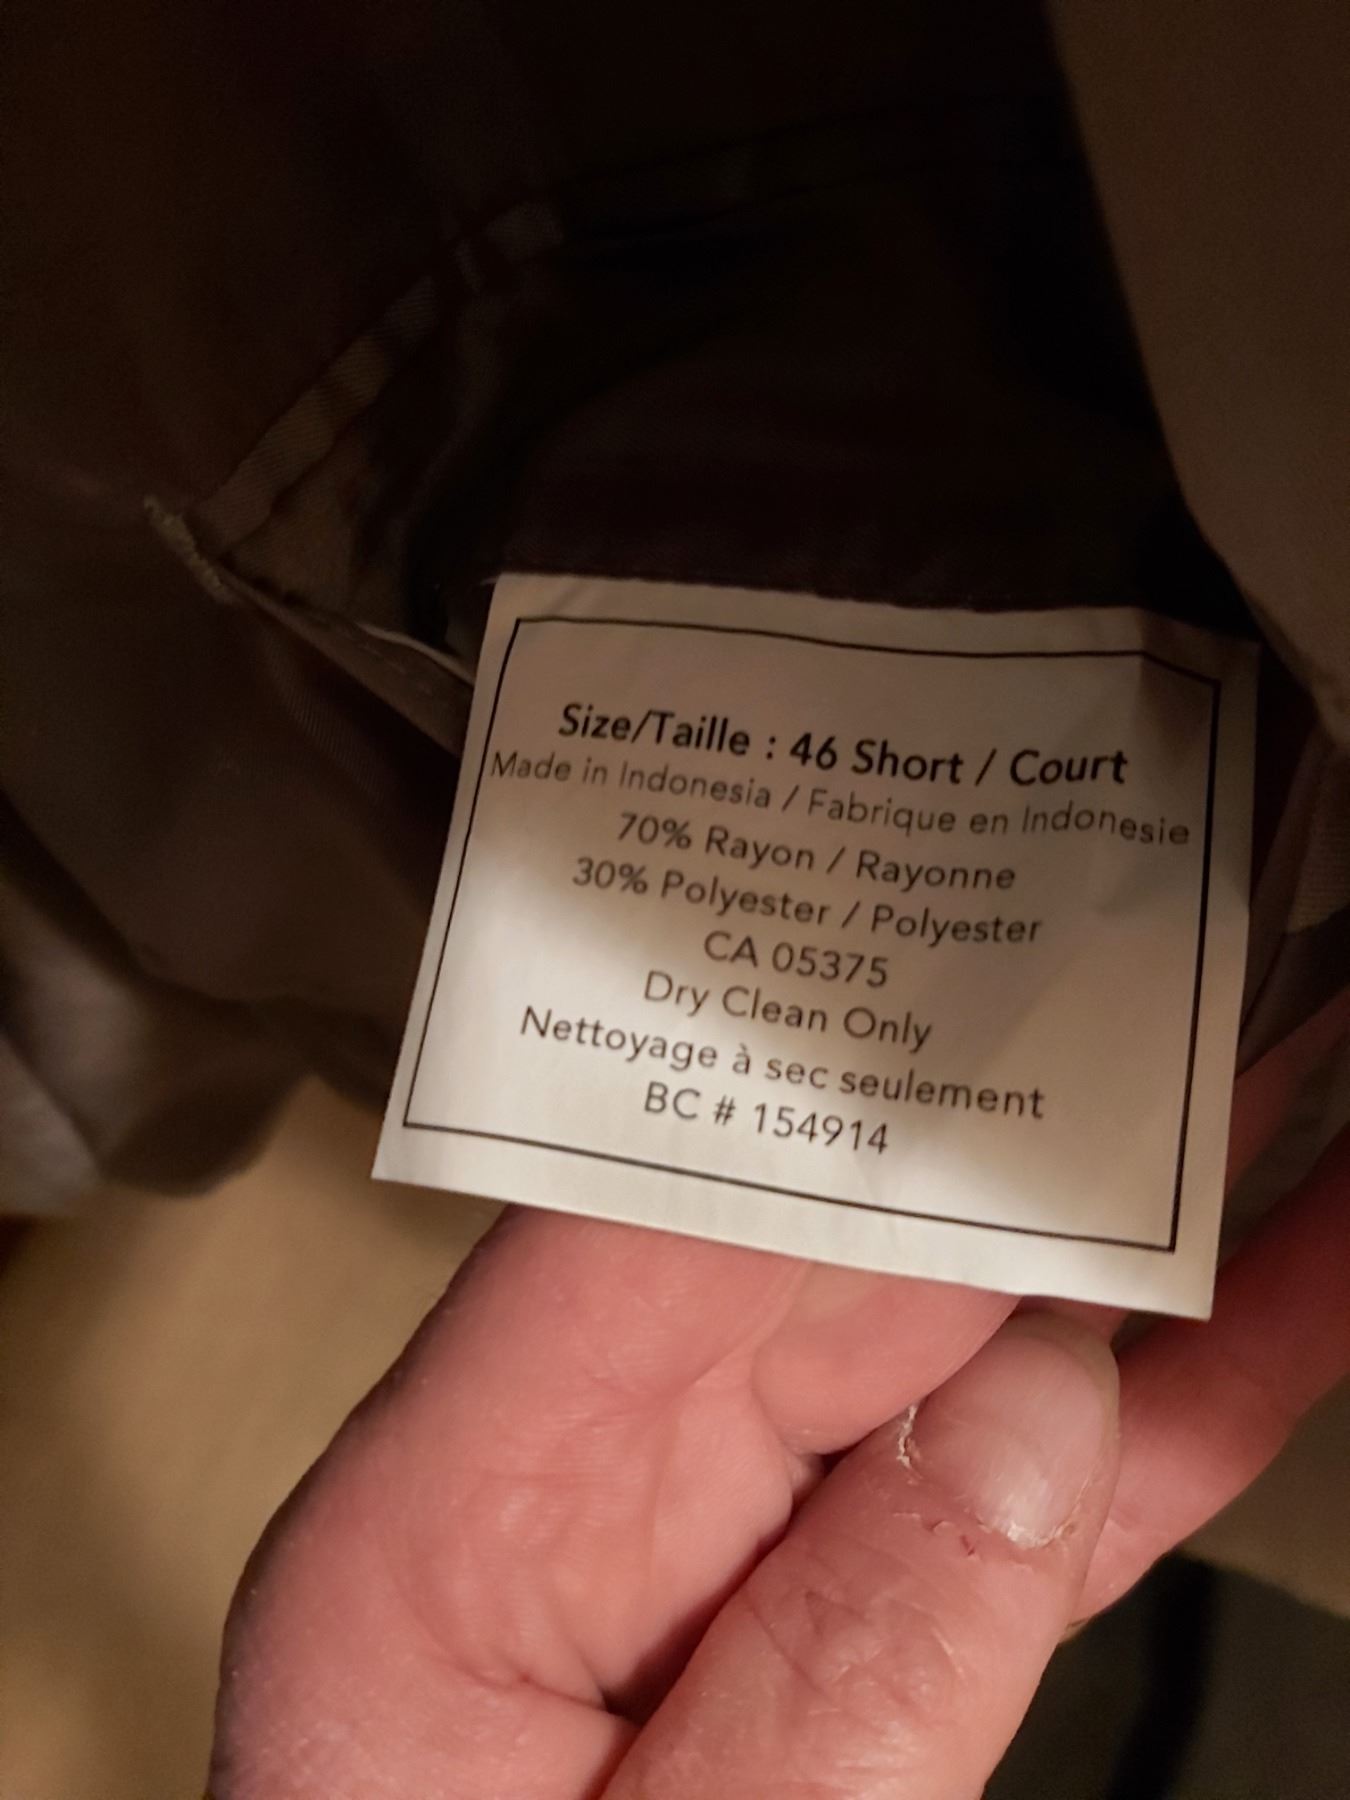 Size/Taille : 46 Short / Court
Made in Indonesia / Fabrique en Indonesie
70% Rayon / Rayonne
30% Polyester / Polyester
CA 05375
Dry Clean Only
Nettoyage à sec seulement
BC # 154914